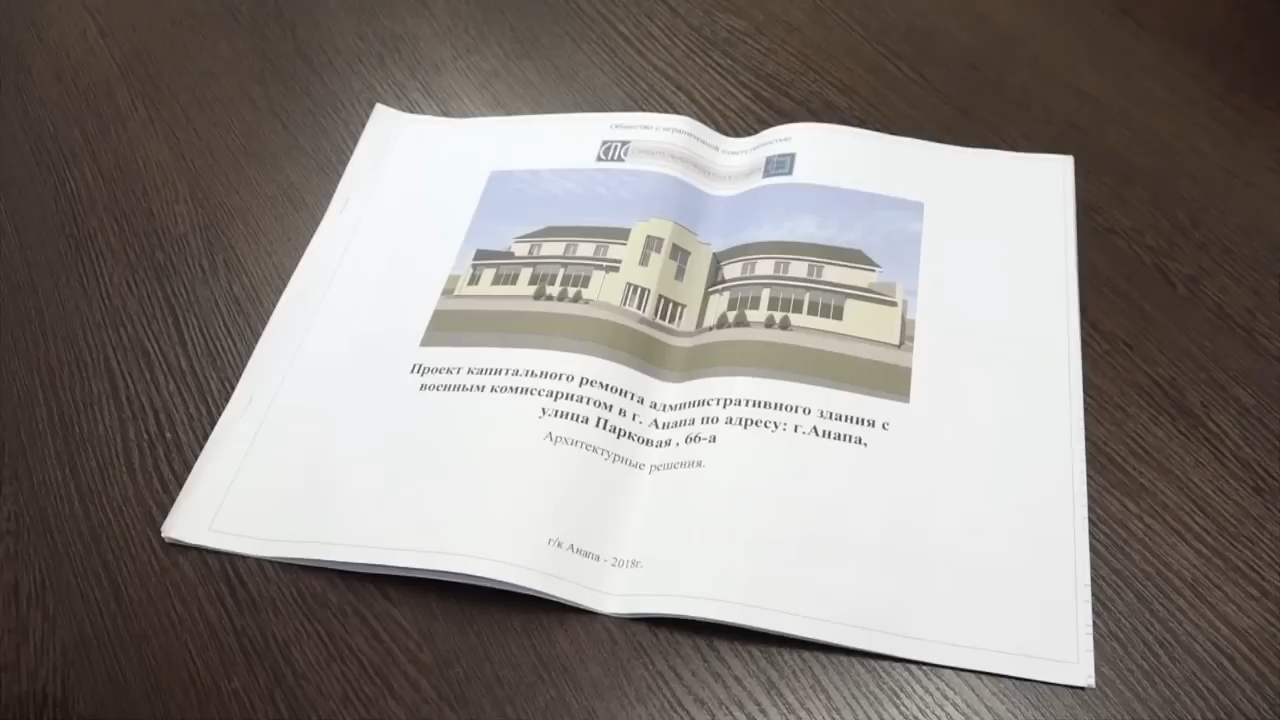 Общество с ограниченной ответственностью
СПС
Проект капитального ремонта административного здания с
военным комиссариатом в г. Анапа по адресу: г.Анапа,
улица Парковая , 66-а
Архитектурные решения.
г/к Анапа - 2018г.